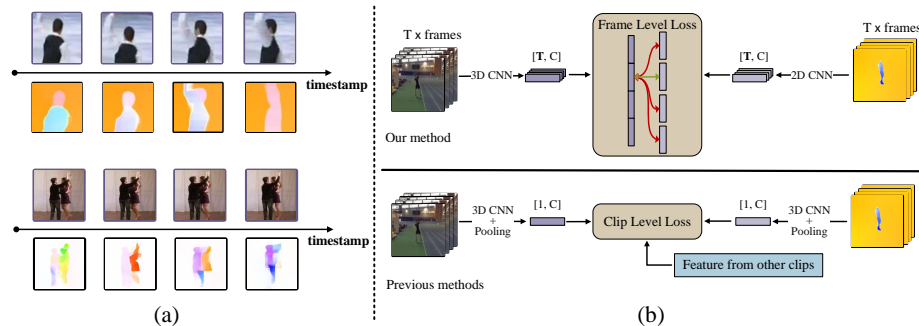 timestamp
timestamp
(a)
T x frames
3D CNN
[T, C]
Frame Level Loss
[T, C]
2D CNN
T x frames
Our method
3D CNN
+
Pooling
[1, C]
Clip Level Loss
[1, C]
3D CNN
+
Pooling
Feature from other clips
Previous methods
(b)